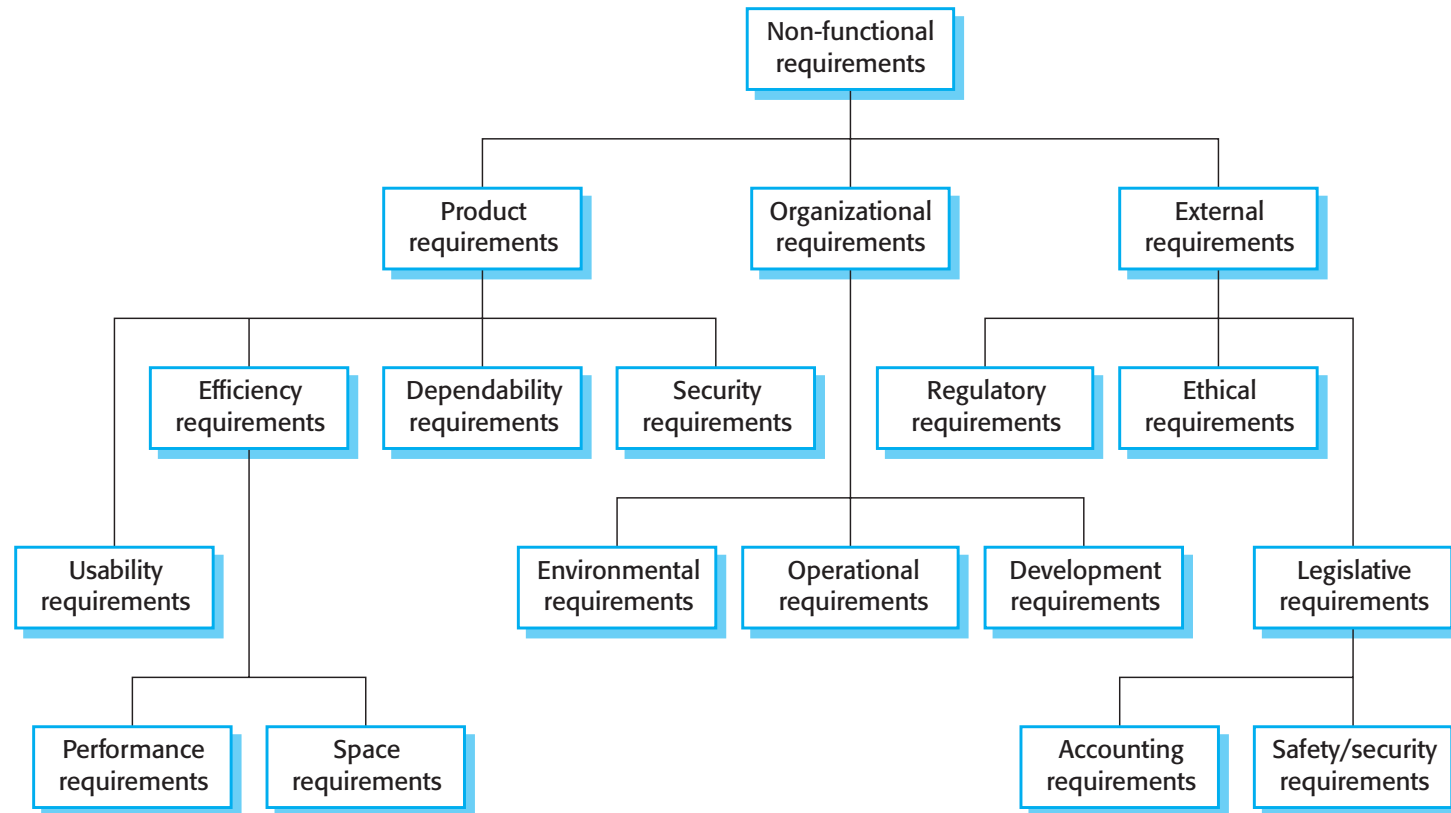 Non-functional
requirements
Product
requirements
Organizational
requirements
External
requirements
Efficiency
requirements
Dependability
requirements
Security
requirements
Regulatory
requirements
Ethical
requirements
Usability
requirements
Environmental
requirements
Operational
requirements
Development
requirements
Legislative
requirements
Performance
requirements
Space
requirements
Accounting
requirements
Safety/security
requirements